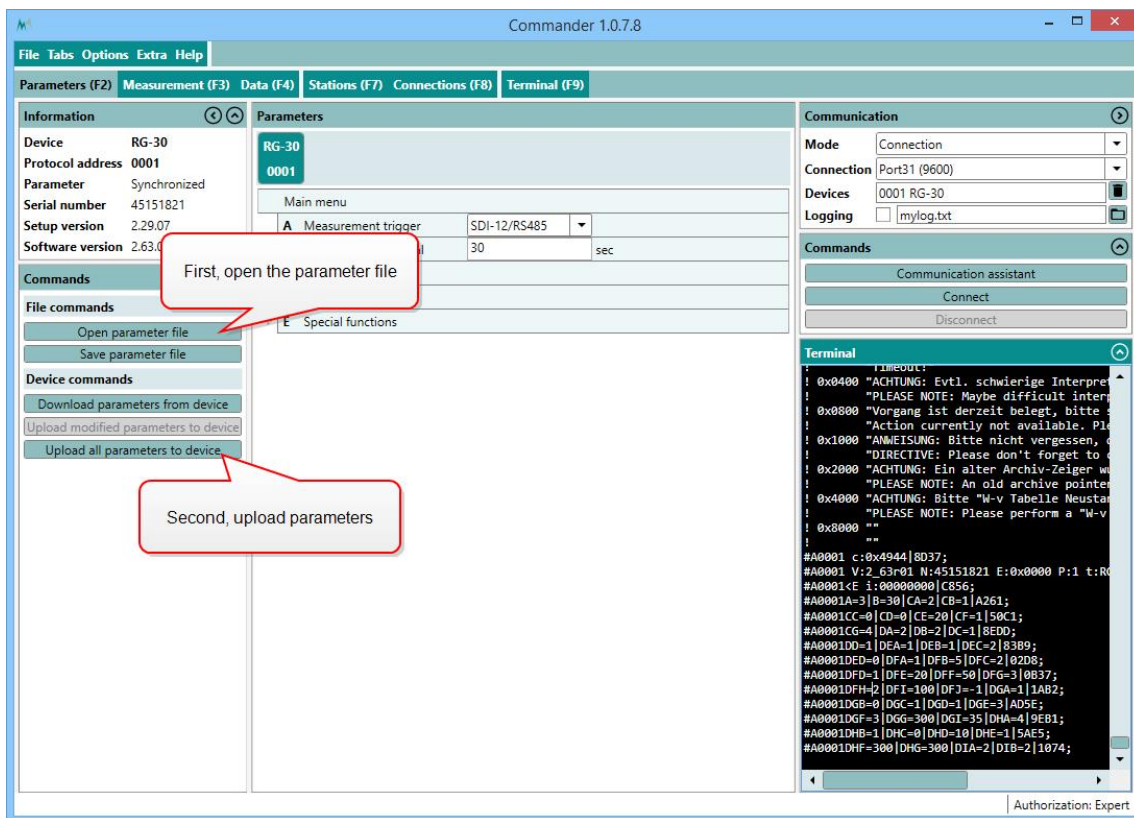 Commander 1.0.7.8
File Tabs Options Extra Help
Parameters (F2) Measurement (F3) Data (F4) Stations (F7) Connections (F8) Terminal (F9)
Information
Device RG-30
Protocol address 0001
Parameter Synchronized
Serial number 45151821
Setup version 2.29.07
Software version 2.63.0
Commands
File commands
Open parameter file
Save parameter file
Device commands
Download parameters from device
Upload modified parameters to device
Upload all parameters to device
First, open the parameter file
Second, upload parameters
Parameters
RG-30
0001
Main menu
A Measurement trigger SDI-12/RS485
30 sec
E Special functions
Communication
Mode Connection
Connection Port31 (9600)
Devices 0001 RG-30
Logging mylog.txt
Commands
Communication assistant
Connect
Disconnect
Terminal
! Timeout!
! 0x0400 "ACHTUNG: Evtl. schwierige Interpret
! "PLEASE NOTE: Maybe difficult interp
! 0x0800 "Vorgang ist derzeit belegt, bitte s
! "Action currently not available. Ple
! 0x1000 "ANWEISUNG: Bitte nicht vergessen, d
! "DIRECTIVE: Please don't forget to
! 0x2000 "ACHTUNG: Ein alter Archiv-Zeiger wu
! "PLEASE NOTE: An old archive pointer
! 0x4000 "ACHTUNG: Bitte "W-v Tabelle Neustar
! "PLEASE NOTE: Please perform a "W-v
! 0x8000 ""
! ""
#A0001 c:0x4944|8D37;
#A0001 V:2_63r01 N:45151821 E:0x0000 P:1 t:RG
#A0001<E i:00000000|C856;
#A0001A=3|B=30|CA=2|CB=1|A261;
#A0001CC=0|CD=0|CE=20|CF=1|50C1;
#A0001CG=4|DA=2|DB=2|DC=1|8EDD;
#A0001DD=1|DEA=1|DEB=1|DEC=2|83B9;
#A0001DED=0|DFA=1|DFB=5|DFC=2|02D8;
#A0001DFD=1|DFE=20|DFF=50|DFG=3|0B37;
#A0001DFH=2|DFI=100|DFJ=-1|DGA=1|1AB2;
#A0001DGB=0|DGC=1|DGD=1|DGE=3|AD5E;
#A0001DGF=3|DGG=300|DGI=35|DHA=4|9EB1;
#A0001DHB=1|DHC=0|DHD=10|DHE=1|5AE5;
#A0001DHF=300|DHG=300|DIA=2|DIB=2|1074;
Authorization: Expert